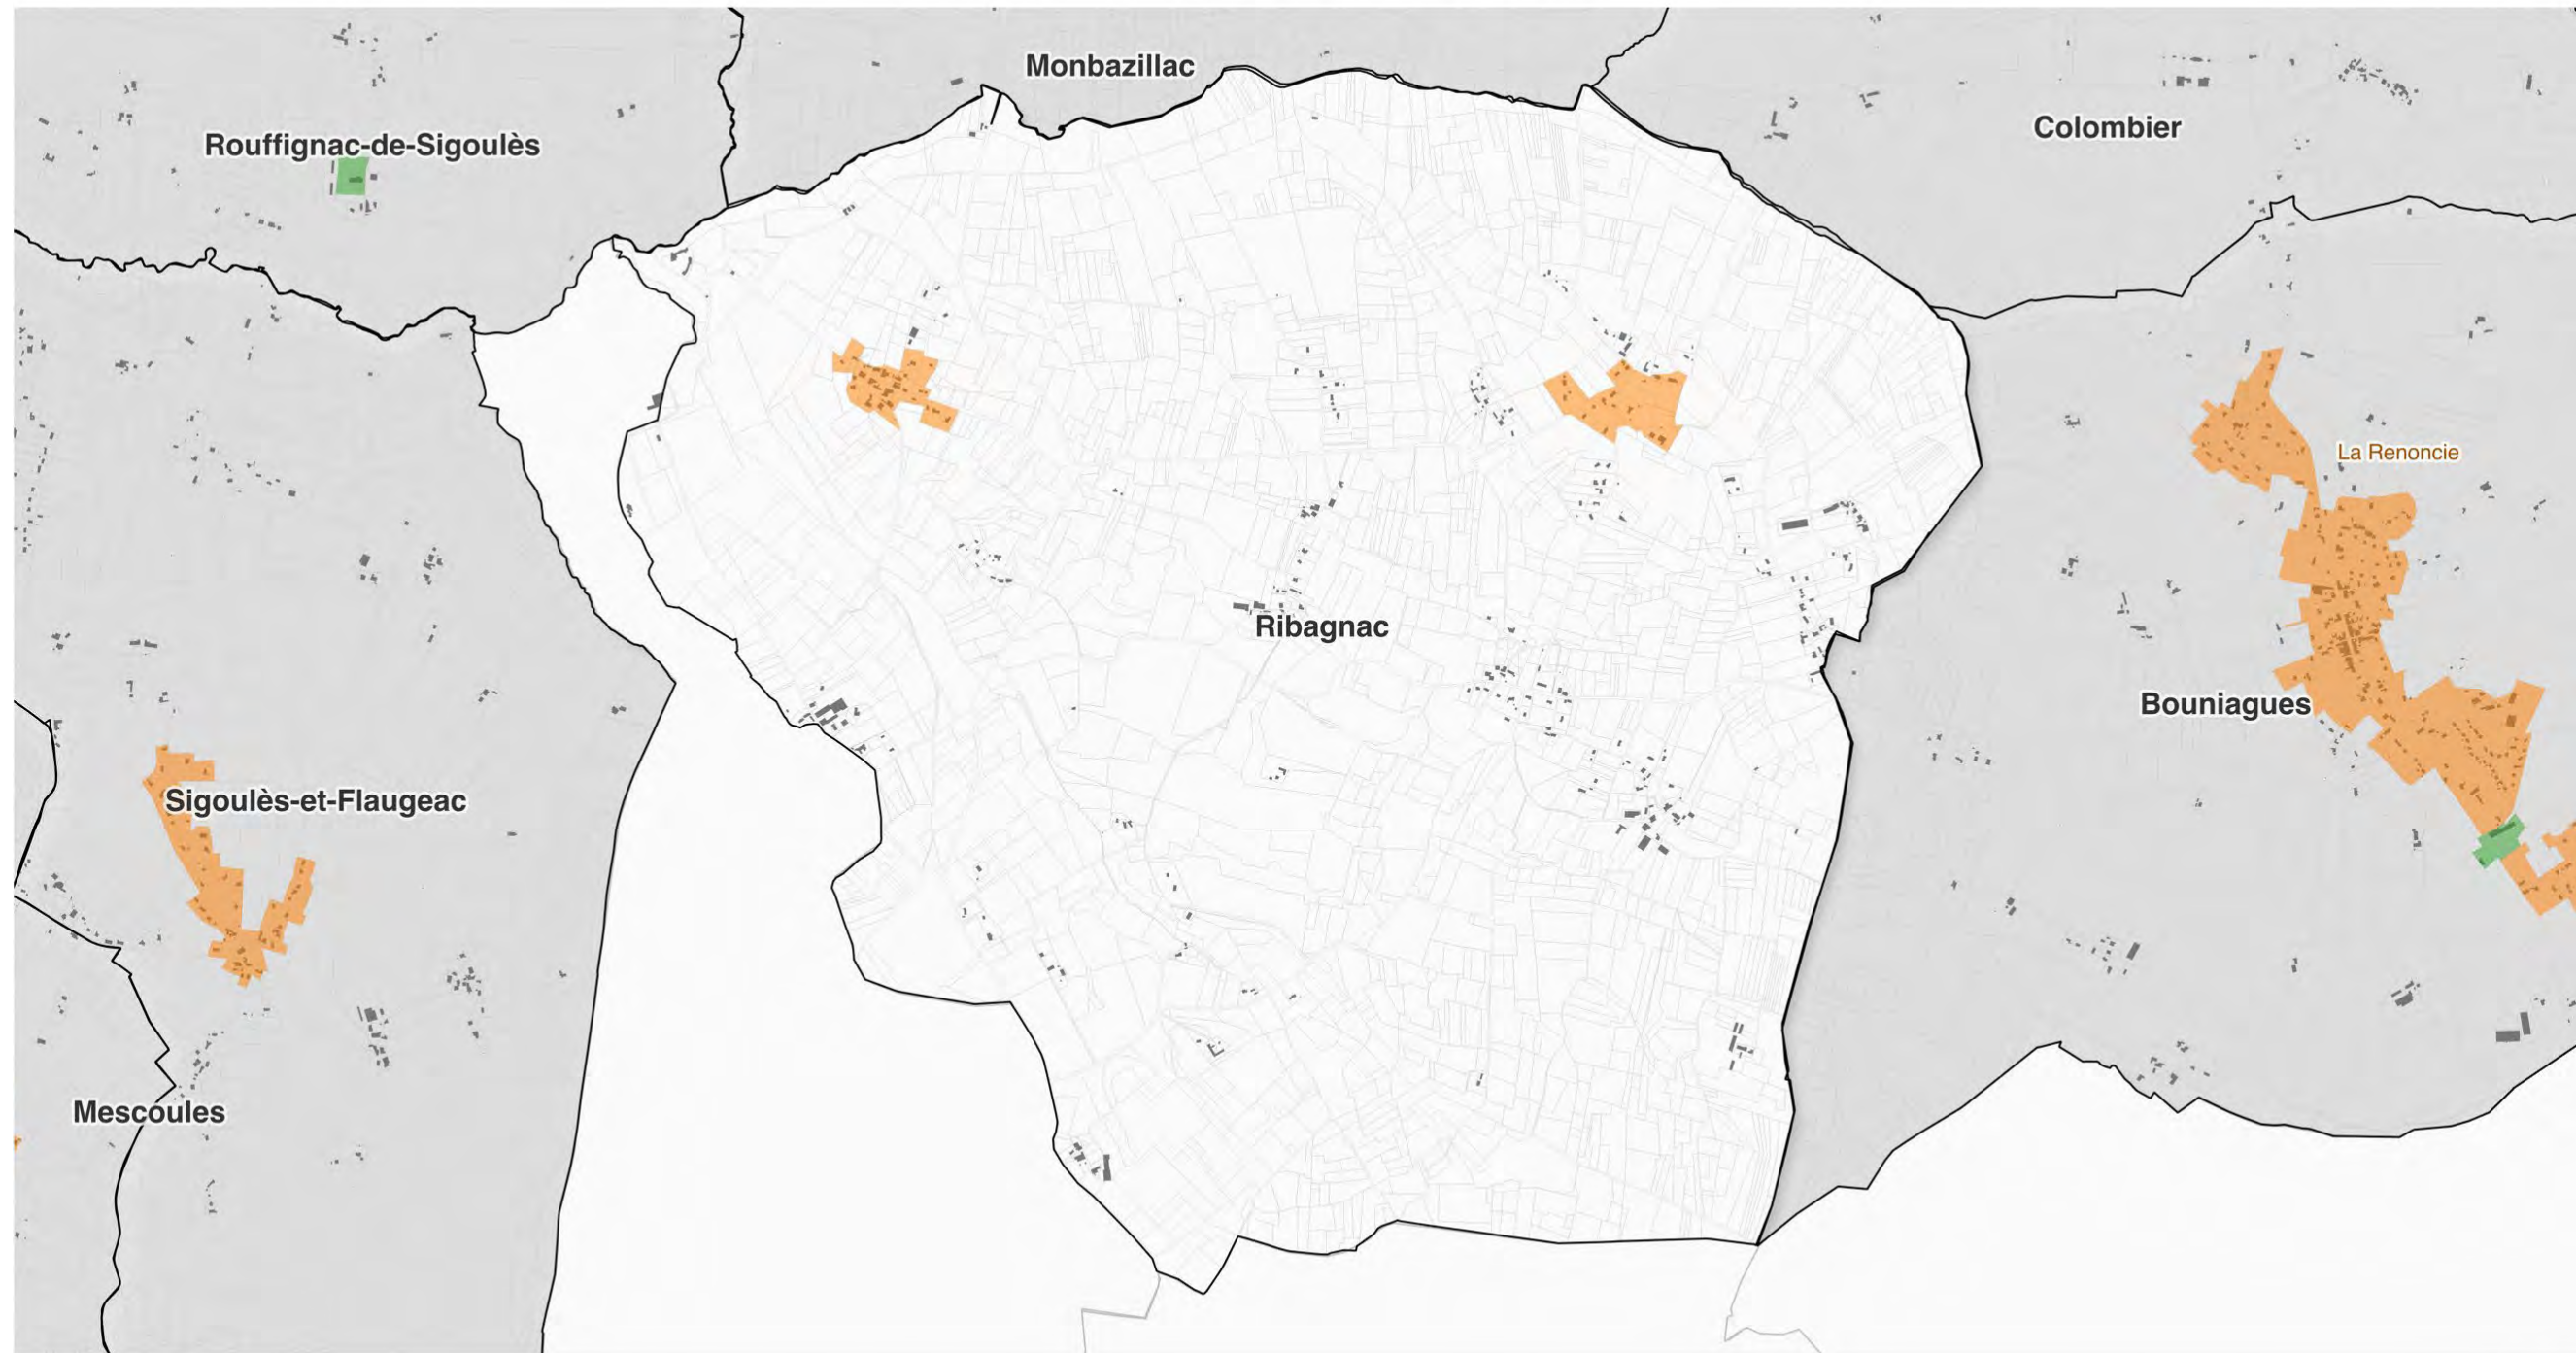 Monbazillac
Colombier
Rouffignac-de-Sigoulès
La Renoncie
Ribagnac
Bouniagues
Sigoulès-et-Flaugeac
Mescoules